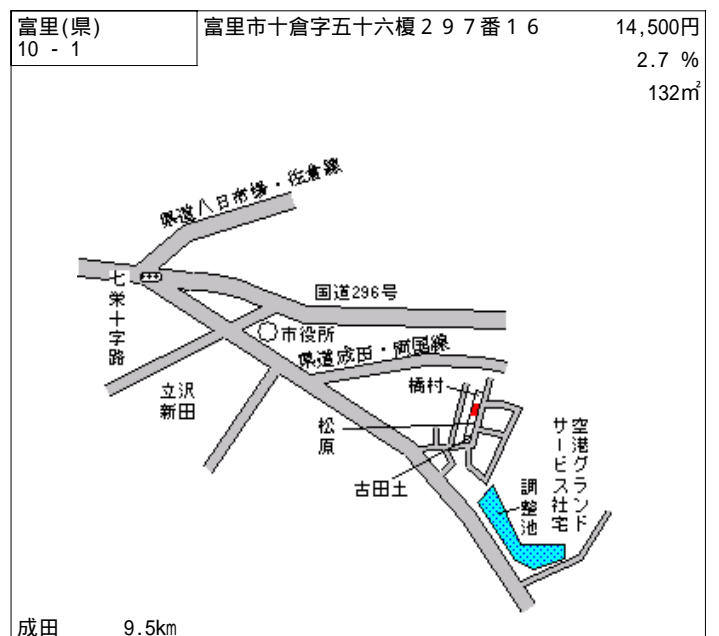 富里(県)
10 - 1
富里市十倉字五十六榎２９７番１６
14,500円
2.7 %
132㎡
県道八日市場・佐倉線
七栄十字路
国道296号
市役所
県道成田・両国線
立沢
新田
橋村
松原
古田土
空港グランド
サービス社宅
調整池
成田 9.5km